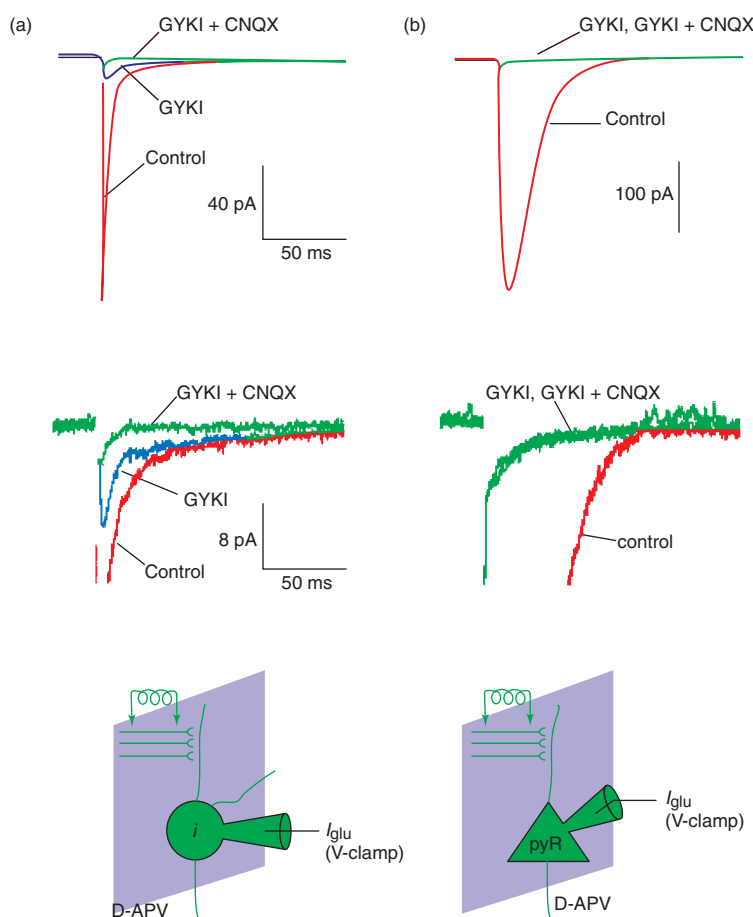 (a)
GYKI + CNQX
GYKI
Control
40 pA
50 ms
(b)
GYKI, GYKI + CNQX
Control
100 pA
GYKI + CNQX
GYKI
Control
8 pA
50 ms
GYKI, GYKI + CNQX
control
i
Iglu
(V-clamp)
D-APV
pyR
Iglu
(V-clamp)
D-APV